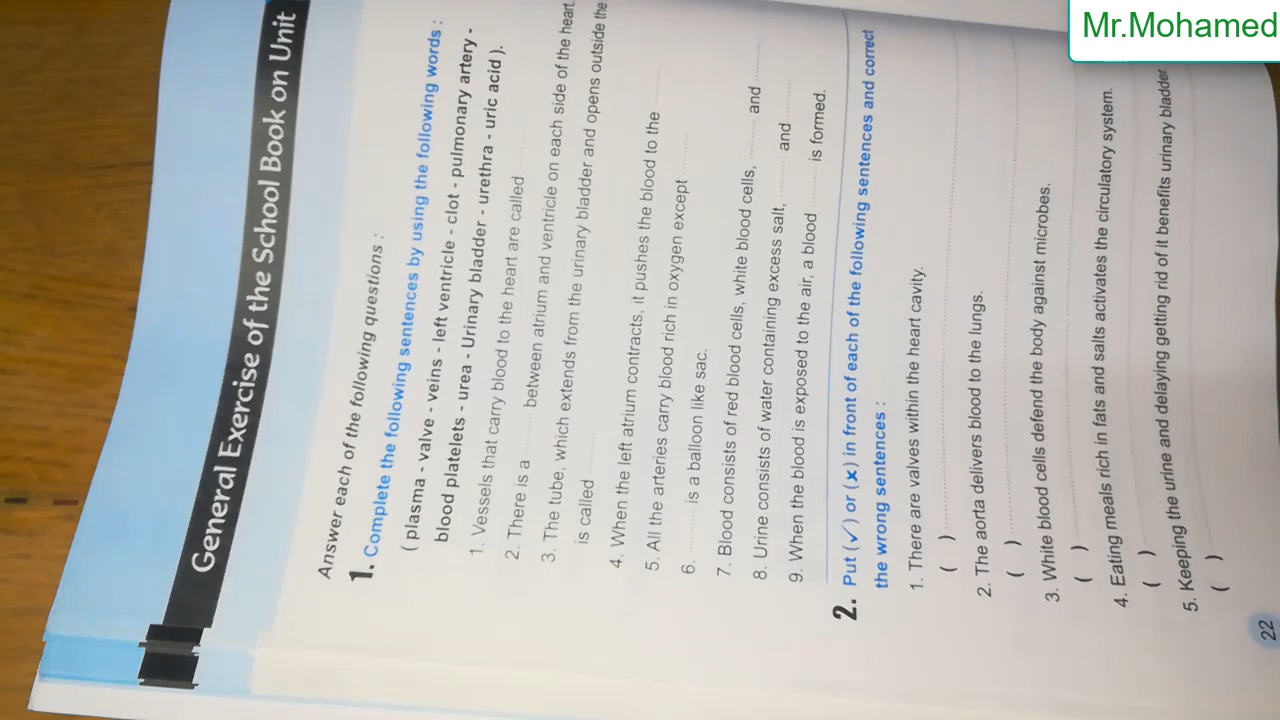 Mr.Mohamed
General Exercise of the School Book on Unit
Answer each of the following questions :
1. Complete the following sentences by using the following words :
( plasma - valve - veins - left ventricle - clot - pulmonary artery -
blood platelets - urea - Urinary bladder - urethra - uric acid ).
1. Vessels that carry blood to the heart are called ..........
2. There is a .......... between atrium and ventricle on each side of the heart.
3. The tube, which extends from the urinary bladder and opens outside the
is called ..........
4. When the left atrium contracts, it pushes the blood to the ..........
5. All the arteries carry blood rich in oxygen except ..........
6. .......... is a balloon like sac.
7. Blood consists of red blood cells, white blood cells, .......... and ..........
8. Urine consists of water containing excess salt, .......... and ..........
9. When the blood is exposed to the air, a blood .......... is formed.
2. Put (✓) or (x) in front of each of the following sentences and correct
the wrong sentences :
1. There are valves within the heart cavity.
( )
2. The aorta delivers blood to the lungs.
( )
3. White blood cells defend the body against microbes.
( )
4. Eating meals rich in fats and salts activates the circulatory system.
( )
5. Keeping the urine and delaying getting rid of it benefits urinary bladder
( )
22